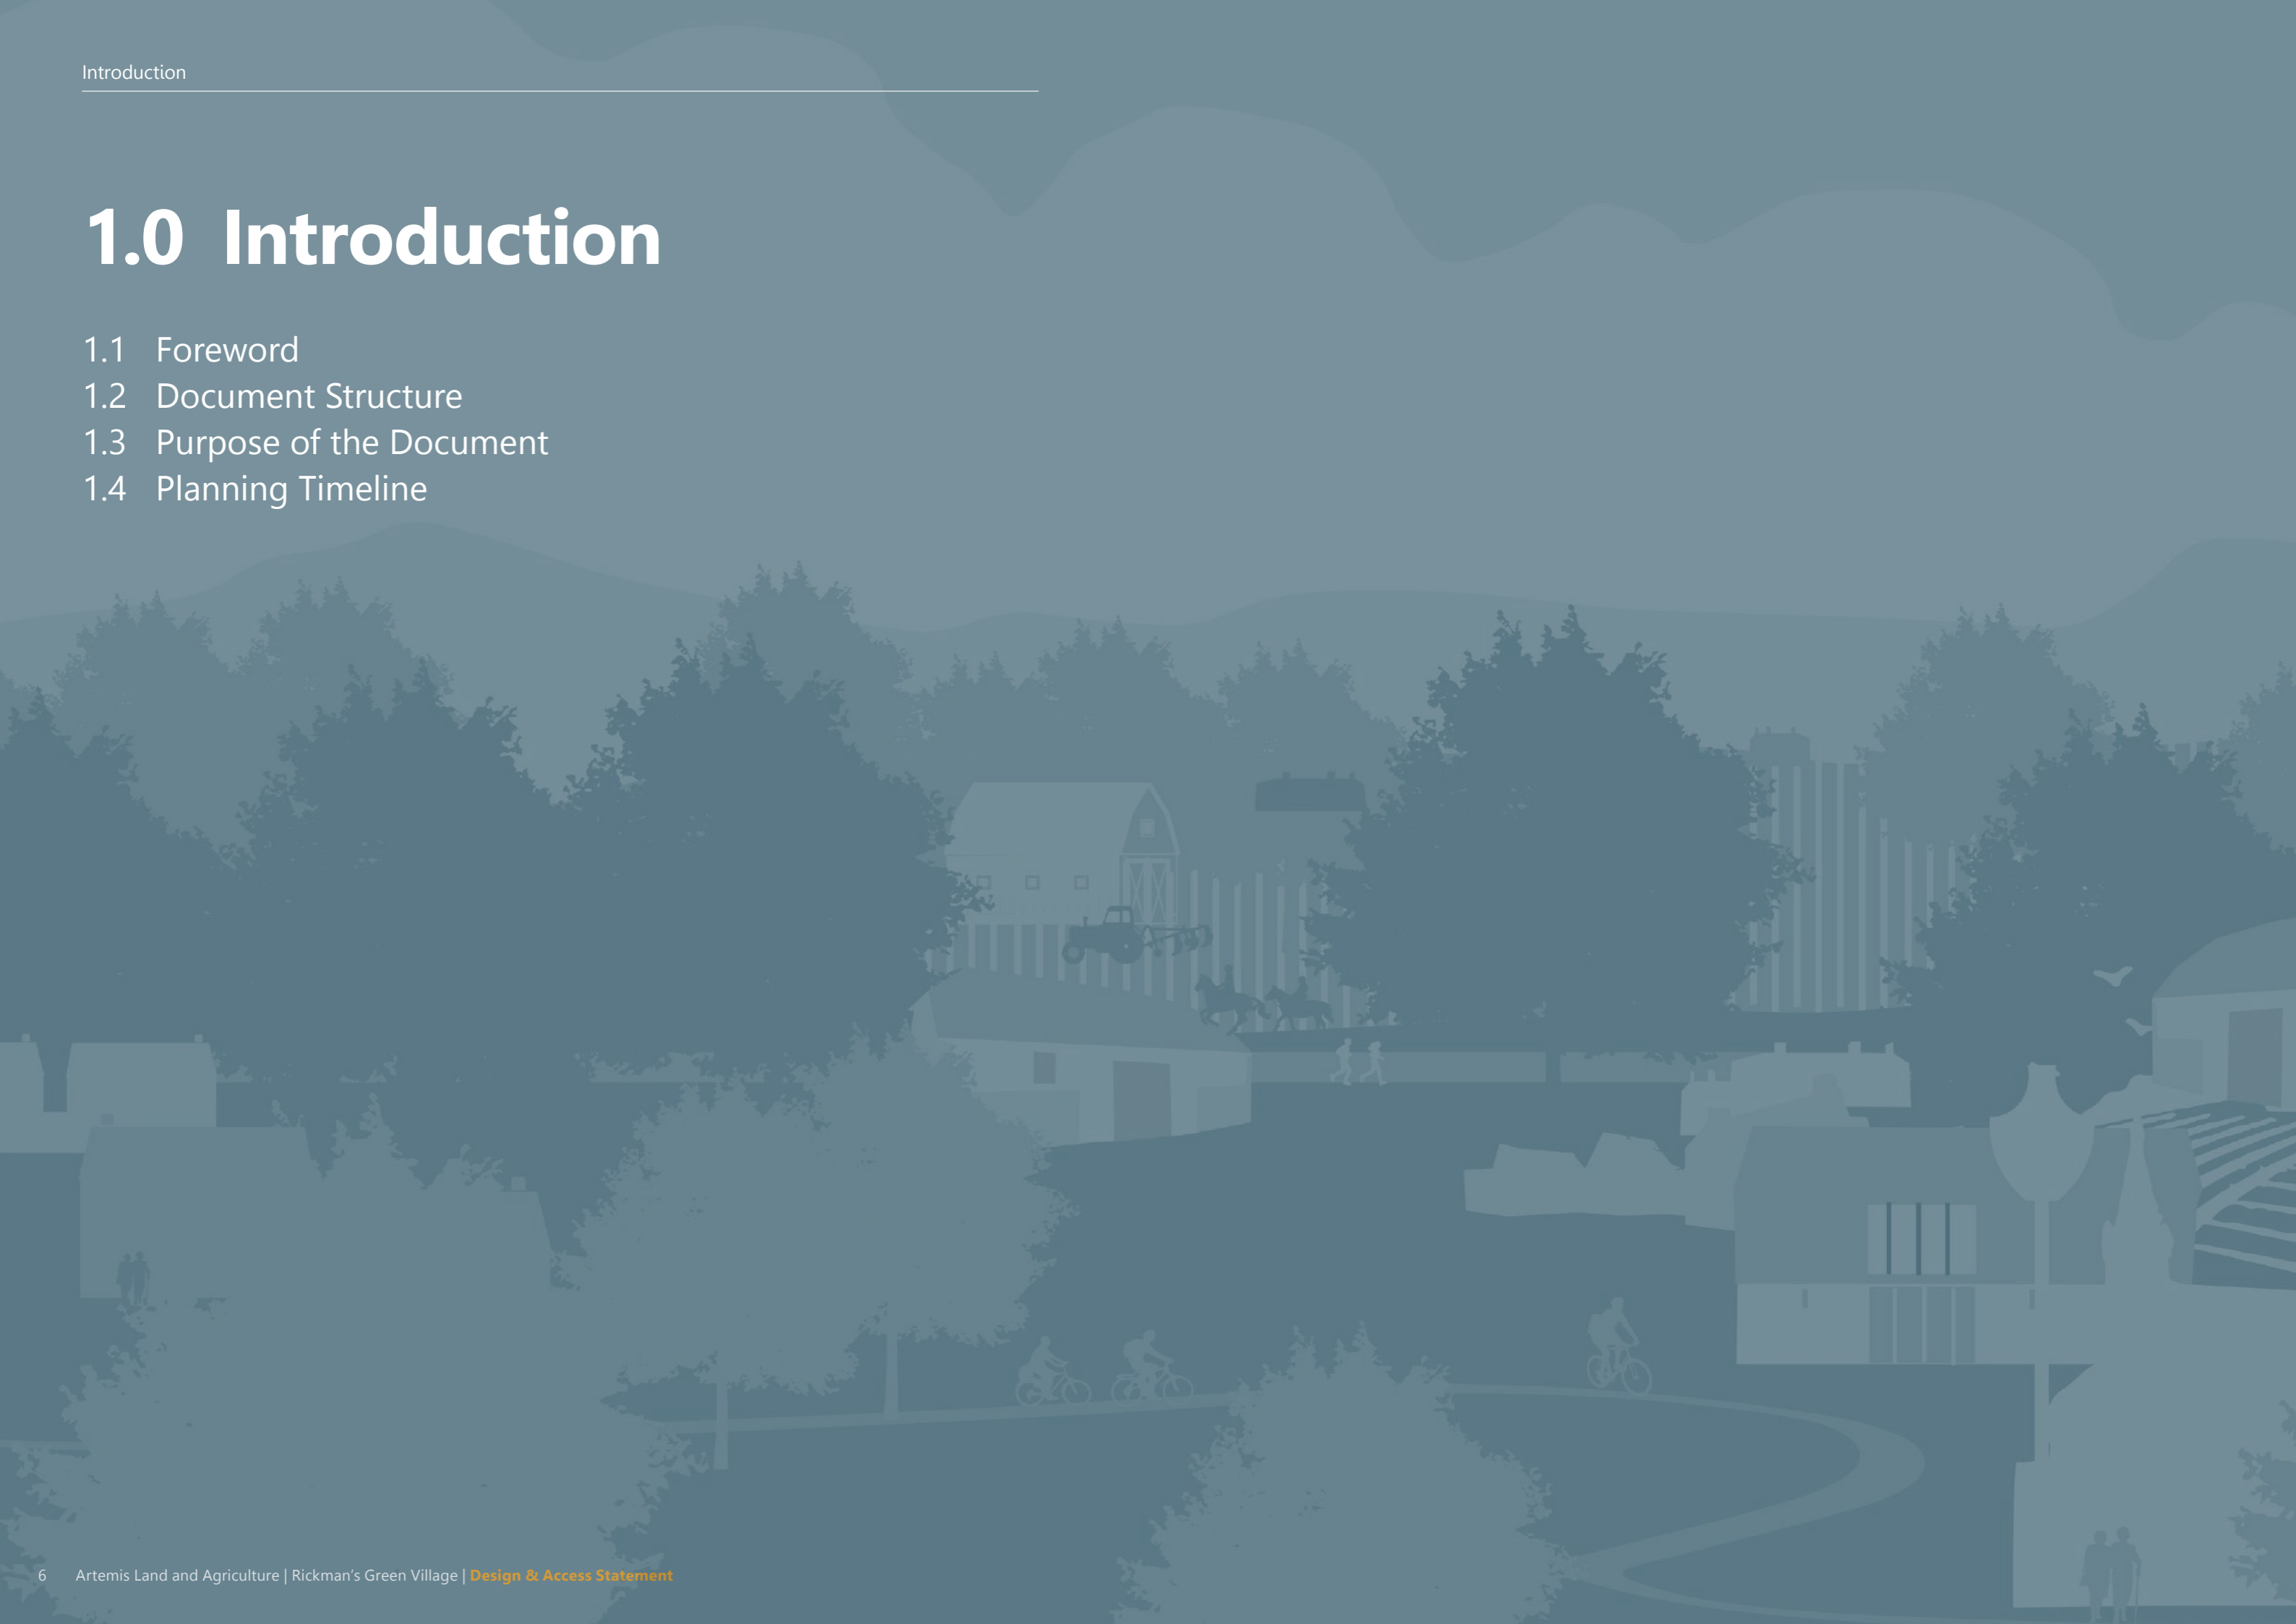 Introduction
1.0 Introduction
1.1 Foreword
1.2 Document Structure
1.3 Purpose of the Document
1.4 Planning Timeline
6 Artemis Land and Agriculture | Rickman’s Green Village | Design & Access Statement